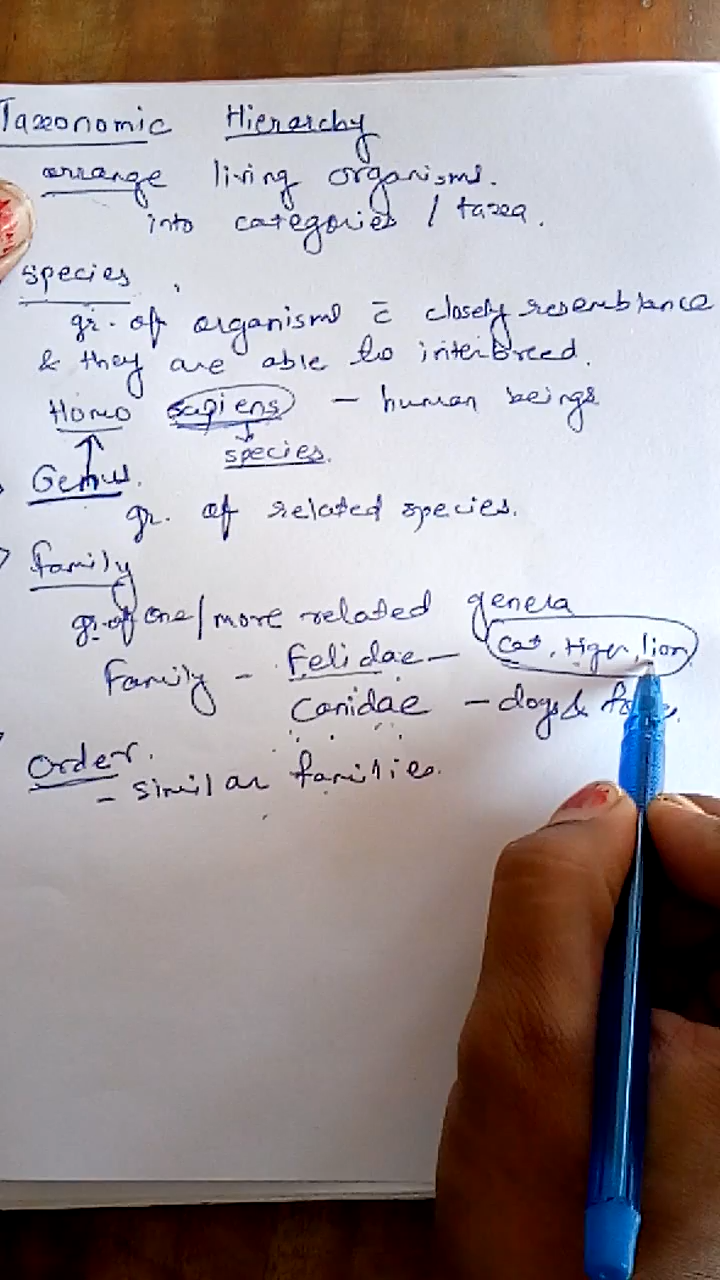 Taxonomic Hierarchy
arrange living organisms.
into categories / taxa.
Species
gr. of organisms c̄ closely resemblance
& they are able to interbreed.
Homo sapiens - human beings
species.
Genus.
gr. of related species.
family
gr. of one/more related genera
Family - Felidae - cat, tiger, lion
Canidae - dogs &
Order.
- similar families.